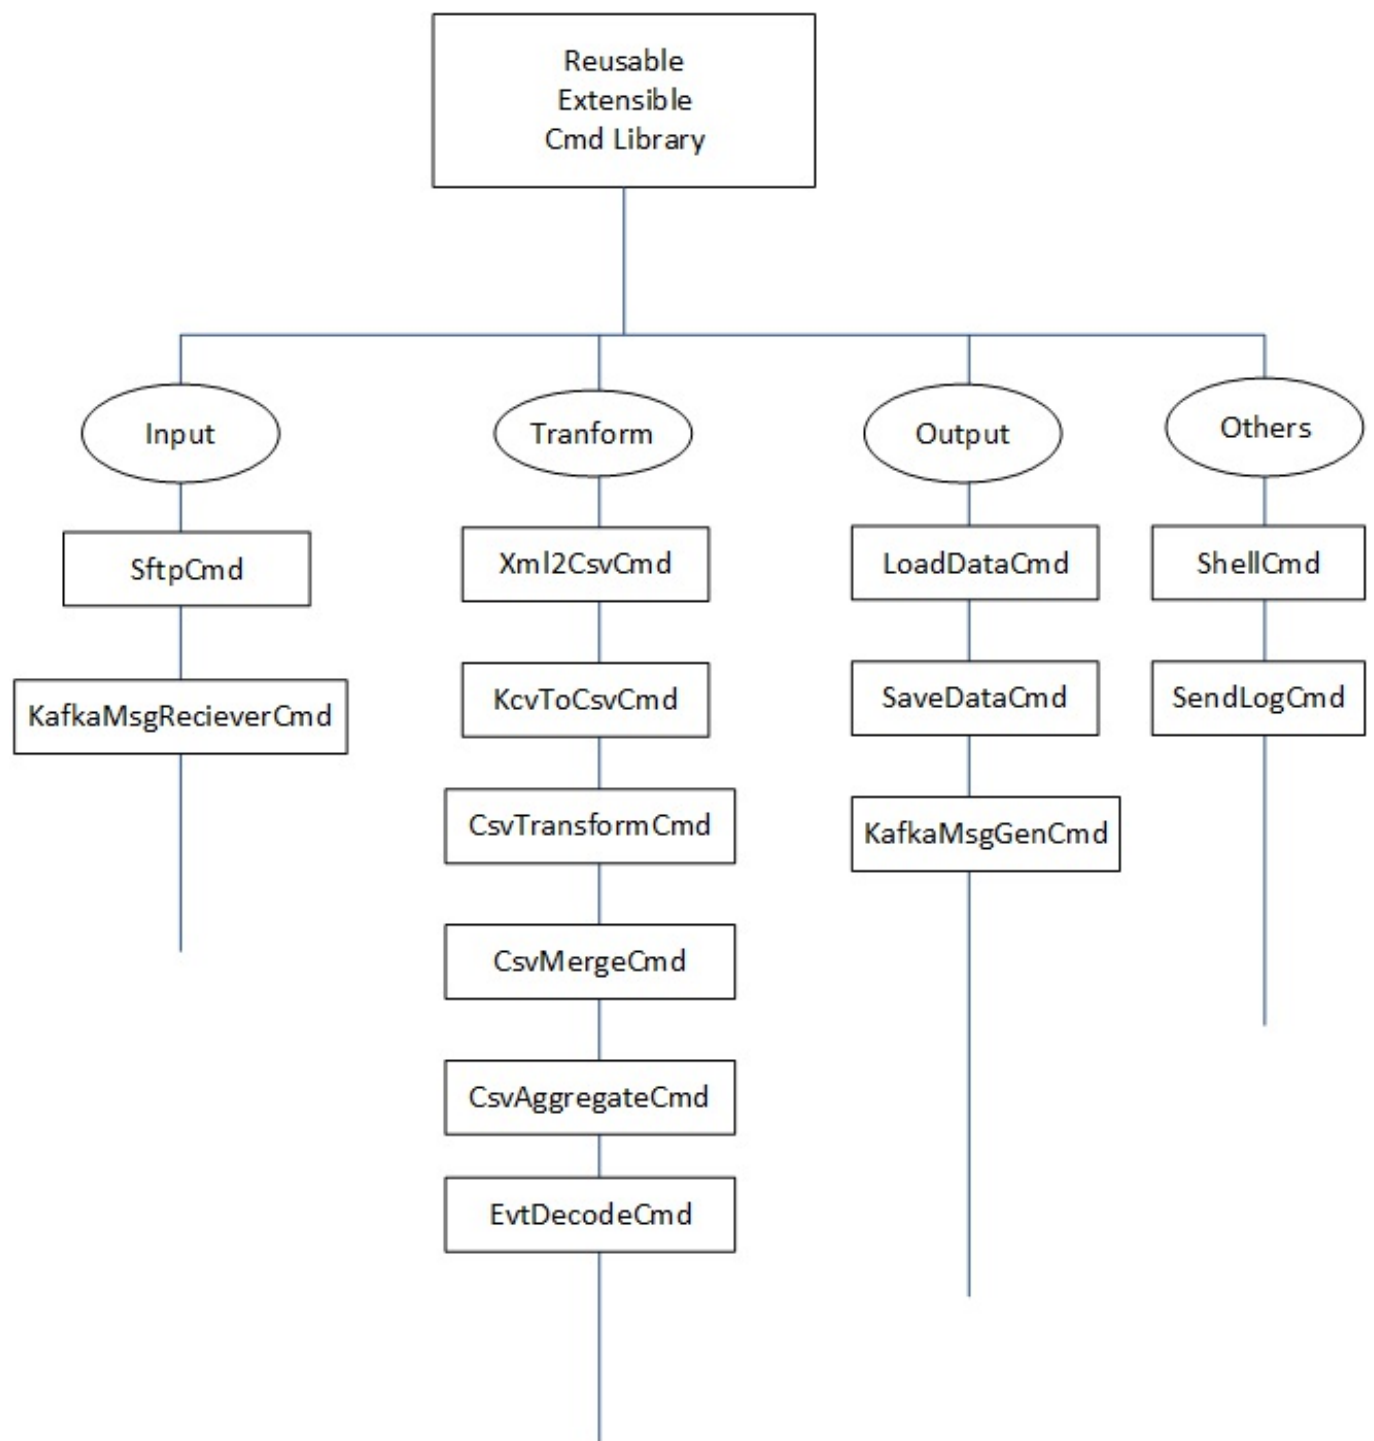 Reusable
Extensible
Cmd Library
Input
Tranform
Output
Others
SftpCmd
KafkaMsgRecieverCmd
Xml2CsvCmd
KcvToCsvCmd
CsvTransformCmd
CsvMergeCmd
CsvAggregateCmd
EvtDecodeCmd
LoadDataCmd
SaveDataCmd
KafkaMsgGenCmd
ShellCmd
SendLogCmd